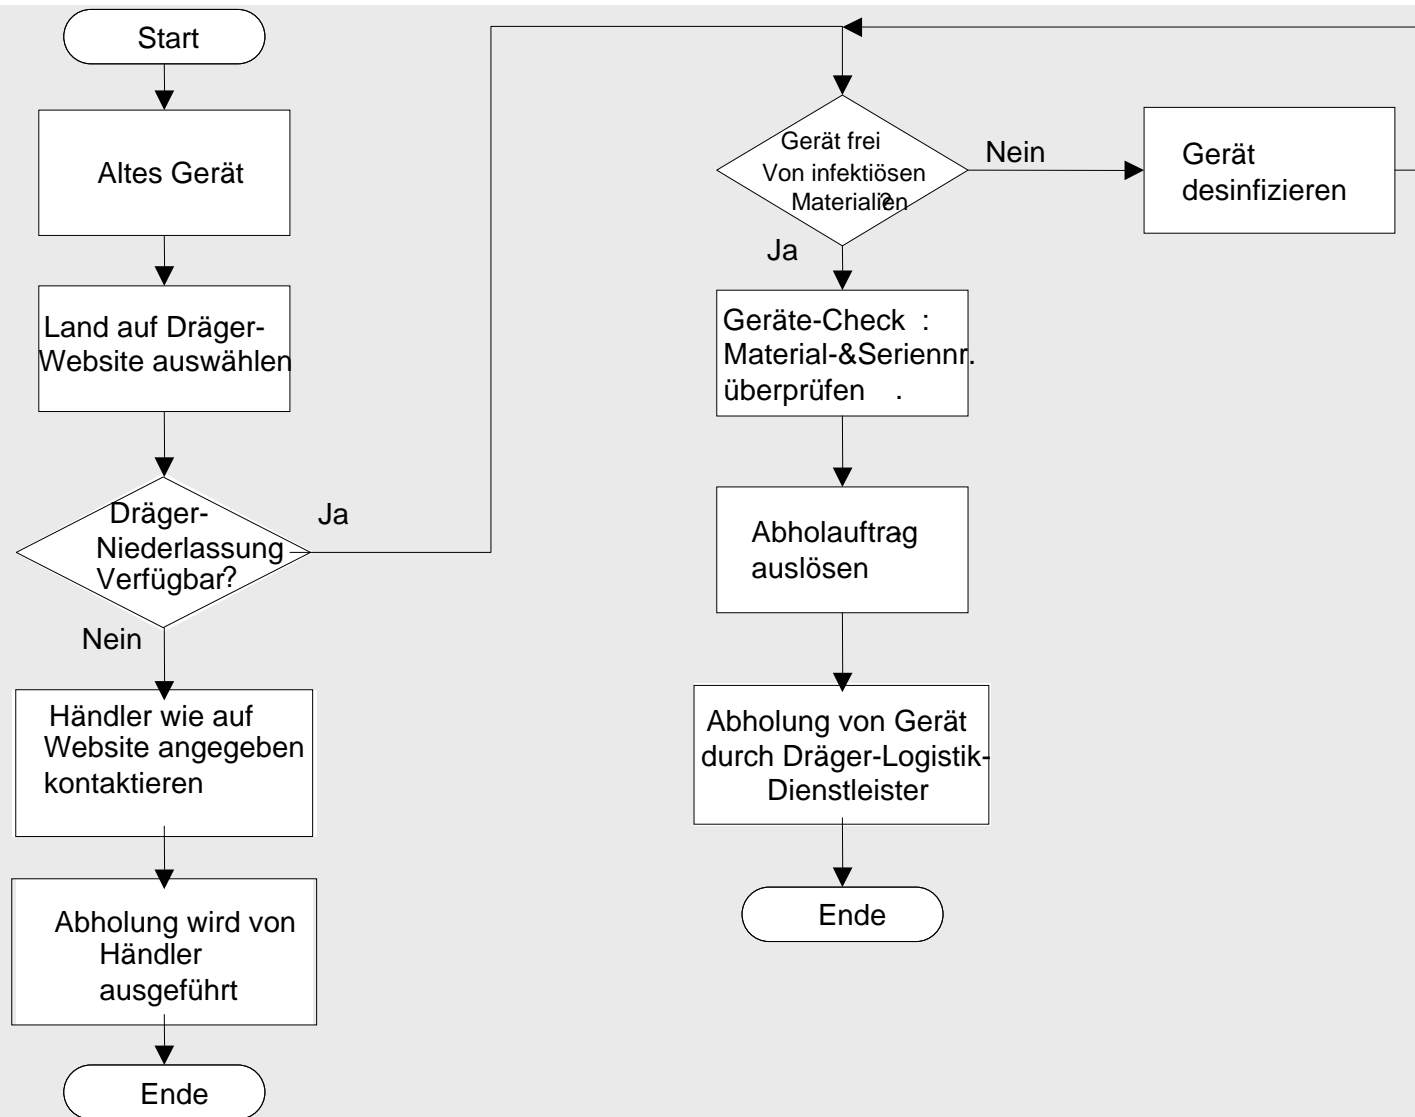 Start
Altes Gerät
Land auf Dräger-
Website auswählen
Dräger-
Niederlassung
Verfügbar?
Ja
Nein
Händler wie auf
Website angegeben
kontaktieren
Abholung wird von
Händler
ausgeführt
Ende
Gerät frei
Von infektiösen
Materialien?
Nein
Gerät
desinfizieren
Ja
Geräte-Check :
Material-&Seriennr.
überprüfen .
Abholauftrag
auslösen
Abholung von Gerät
durch Dräger-Logistik-
Dienstleister
Ende